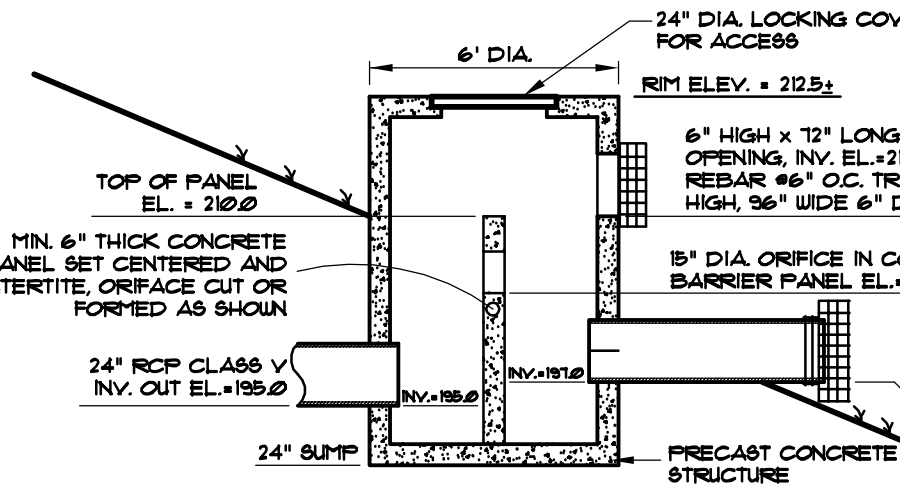 24" DIA. LOCKING COV
FOR ACCESS
6' DIA.
RIM ELEV. = 212.5±
6" HIGH x 72" LONG
OPENING, INV. EL.=21
REBAR @6" O.C. TR
HIGH, 96" WIDE 6" D
TOP OF PANEL
EL. = 210.0
MIN. 6" THICK CONCRETE
ANEL SET CENTERED AND
TERTITE, ORIFACE CUT OR
FORMED AS SHOWN
15" DIA. ORIFICE IN CO
BARRIER PANEL EL.=
24" RCP CLASS V
INV. OUT EL.=195.0
INV.=195.0
INV.=197.0
24" SUMP
PRECAST CONCRETE
STRUCTURE